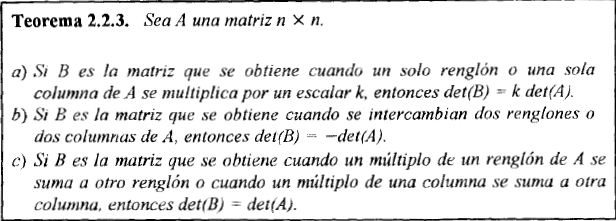 Teorema 2.2.3. Sea A una matriz n × n.
a) Si B es la matriz que se obtiene cuando un solo renglón o una sola
columna de A se multiplica por un escalar k, entonces det(B) = k det(A).
b) Si B es la matriz que se obtiene cuando se intercambian dos renglones o
dos columnas de A, entonces det(B) = −det(A).
c) Si B es la matriz que se obtiene cuando un múltiplo de un renglón de A se
suma a otro renglón o cuando un múltiplo de una columna se suma a otra
columna, entonces det(B) = det(A).